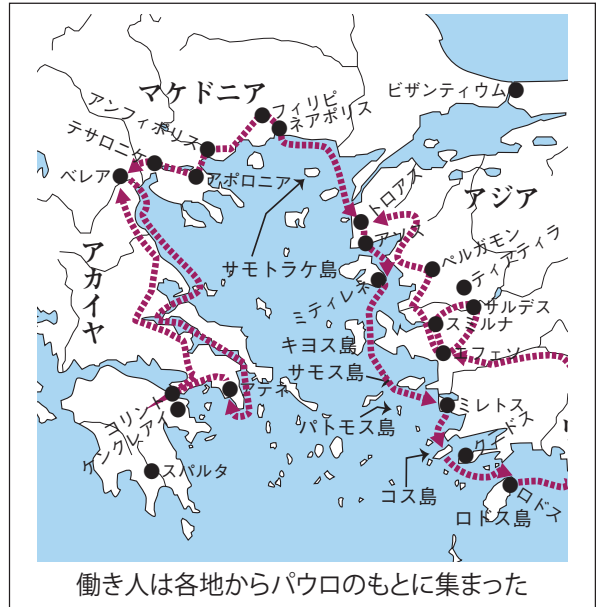 マケドニア
ビザンティウム
フィリピ
ネアポリス
アンフィポリス
テサロニケ
ベレア
アポロニア
トロアス
アジア
アソス
ペルガモン
ティアティラ
サモトラケ島
アカイヤ
ミティレネ
サルデス
スミルナ
キヨス島
エフェソ
サモス島
アテネ
コリント
ミレトス
ケンクレアイ
パトモス島
クニドス
スパルタ
コス島
ロドス
ロドス島
働き人は各地からパウロのもとに集まった